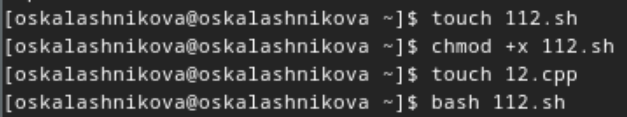 [oskalashnikova@oskalashnikova ~]$ touch 112.sh
[oskalashnikova@oskalashnikova ~]$ chmod +x 112.sh
[oskalashnikova@oskalashnikova ~]$ touch 12.cpp
[oskalashnikova@oskalashnikova ~]$ bash 112.sh